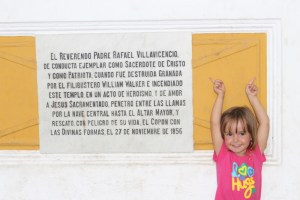 EL REVERENDO PADRE RAFAEL VILLAVICENCIO,
DE CONDUCTA EJEMPLAR COMO SACERDOTE DE CRISTO
Y COMO PATRIOTA, CUANDO FUE DESTRUIDA GRANADA
POR EL FILIBUSTERO WILLIAM WALKER E INCENDIAR
ESTE TEMPLO EN UN ACTO DE HEROISMO, Y DE AMOR
A JESUS SACRAMENTADO, PENETRO ENTRE LAS LLAMAS
POR LA NAVE CENTRAL HASTA EL ALTAR MAYOR, Y
RESCATO, CON PELIGRO DE SU VIDA, EL COPON CON
LAS DIVINAS FORMAS, EL 27 DE NOVIEMBRE DE 1856
LO
Hugs